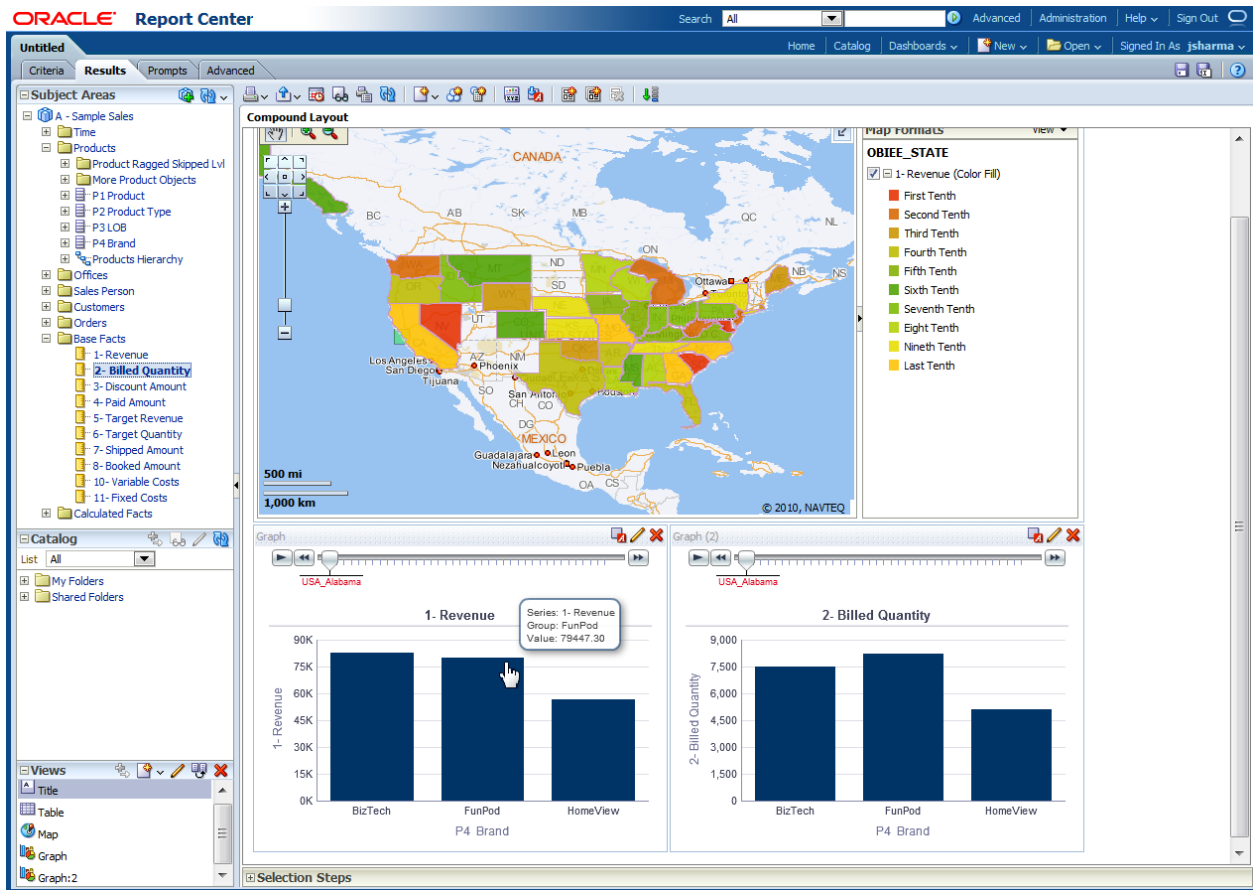 ORACLE Report Center
Search All Advanced Administration Help Sign Out
Untitled
Home Catalog Dashboards New Open Signed In As jsharma
Criteria Results Prompts Advanced
Subject Areas
A - Sample Sales
Time
Products
Product Ragged Skipped Lvl
More Product Objects
P1 Product
P2 Product Type
P3 LOB
P4 Brand
Products Hierarchy
Offices
Sales Person
Customers
Orders
Base Facts
1- Revenue
2- Billed Quantity
3- Discount Amount
4- Paid Amount
5- Target Revenue
6- Target Quantity
7- Shipped Amount
8- Booked Amount
10- Variable Costs
11- Fixed Costs
Calculated Facts
Catalog
List All
My Folders
Shared Folders
Views
Title
Table
Map
Graph
Graph:2
Compound Layout
CANADA
BC AB SK MB ON QC NL
NB NS
WA MT ND MN
OR SD WI
Ottawa
Toronto
NV UT
CA AZ NM
Los Angeles
San Diego
Phoenix
Tijuana
San Antonio
SO CH CO
DG
MEXICO
Guadalajara Leon
Nezahualcoyotl Puebla
OA CS
500 mi
1,000 km
© 2010, NAVTEQ
Map Formats View
OBIEE_STATE
1- Revenue (Color Fill)
First Tenth
Second Tenth
Third Tenth
Fourth Tenth
Fifth Tenth
Sixth Tenth
Seventh Tenth
Eight Tenth
Nineth Tenth
Last Tenth
Graph
USA_Alabama
1- Revenue
Series: 1- Revenue
Group: FunPod
Value: 79447.30
90K
75K
60K
45K
30K
15K
0K
1- Revenue
BizTech FunPod HomeView
P4 Brand
Graph (2)
USA_Alabama
2- Billed Quantity
9,000
7,500
6,000
4,500
3,000
1,500
0
2- Billed Quantity
BizTech FunPod HomeView
P4 Brand
Selection Steps